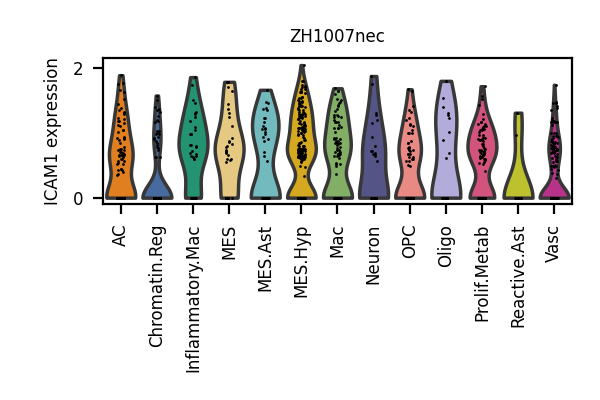 ZH1007nec
ICAM1 expression
2
0
AC
Chromatin.Reg
Inflammatory.Mac
MES
MES.Ast
MES.Hyp
Mac
Neuron
OPC
Oligo
Prolif.Metab
Reactive.Ast
Vasc